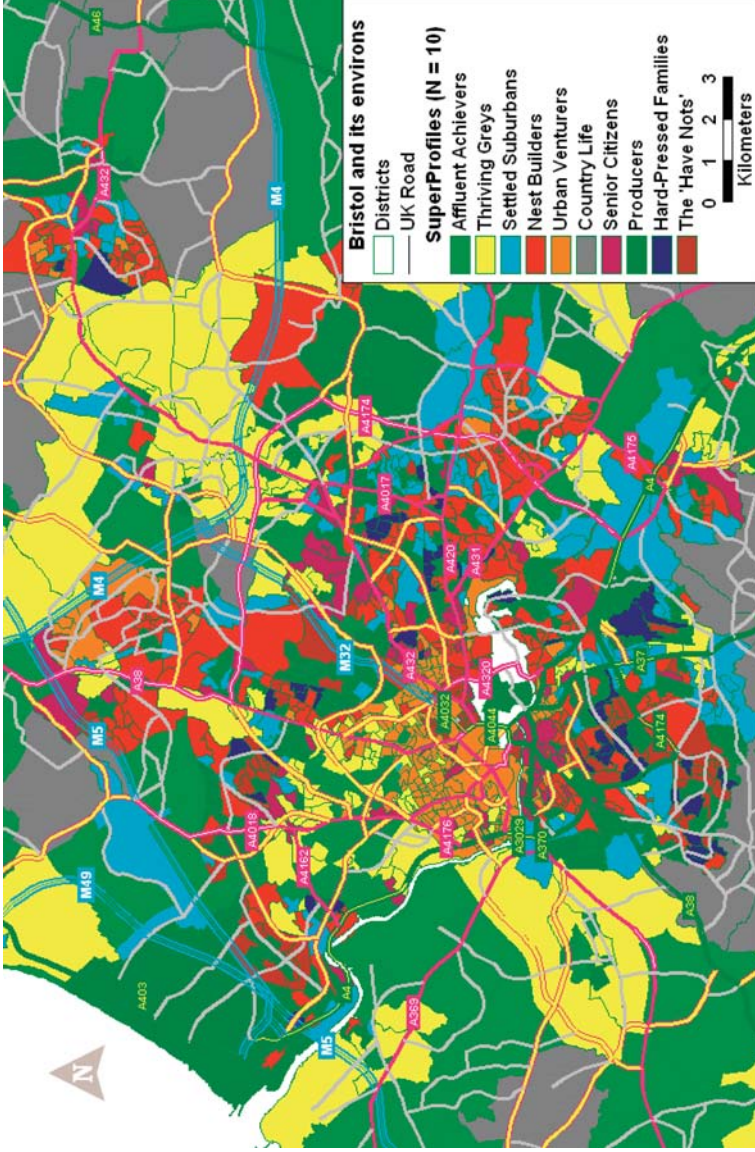 A46
A432
M4
Bristol and its environs
Districts
UK Road
SuperProfiles (N = 10)
Affluent Achievers
Thriving Greys
Settled Suburbans
Nest Builders
Urban Venturers
Country Life
Senior Citizens
Producers
Hard-Pressed Families
The 'Have Nots'
0 1 2 3
Kilometers
A4174
A4017
A420
A431
A4175
A4
M4
M32
A432
A4320
A37
A38
M5
A4032
A4044
A4174
A4018
A4162
A4176
A3029
A370
M49
A403
A4
M5
A369
A38
N